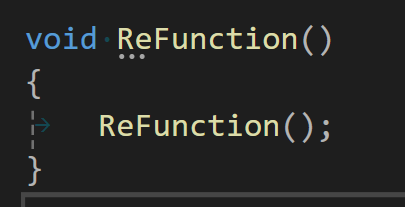 void ReFunction()
{
    ReFunction();
}